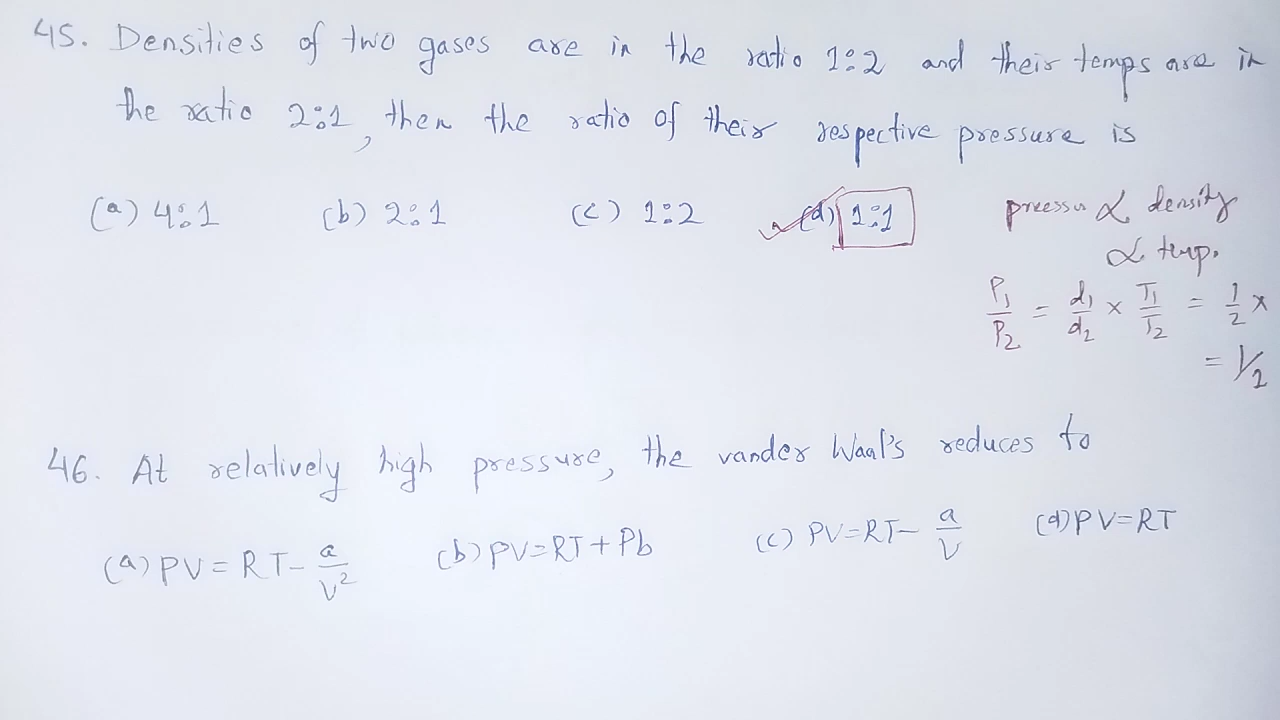 45. Densities of two gases are in the ratio 1:2 and their temps are in
the ratio 2:1, then the ratio of their respective pressure is
(a) 4:1 (b) 2:1 (c) 1:2 (d) 1:1
preessu ∝ density
∝ temp.
P1/P2 = d1/d2 × T1/T2 = 1/2 ×
= 1/1
46. At relatively high pressure, the vander Waal's reduces to
(a) PV = RT - a/V² (b) PV = RT + Pb (c) PV = RT - a/V (d) PV = RT